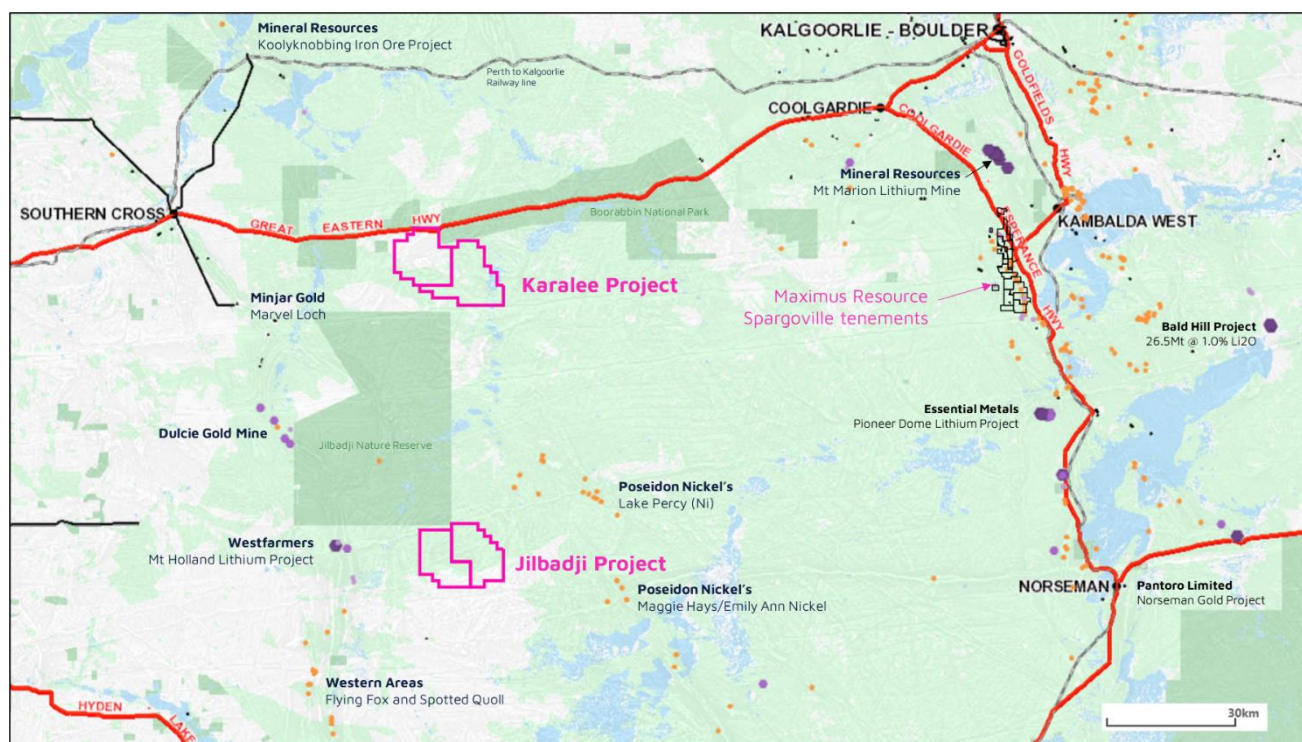 Mineral Resources
Koolyknobbing Iron Ore Project
Perth to Kalgoorlie
Railway line
KALGOORLIE - BOULDER
GOLDFIELDS
HWY
COOLGARDIE
COOLGARDIE
ESPERANCE
HWY
Mineral Resources
Mt Marion Lithium Mine
SOUTHERN CROSS
GREAT EASTERN HWY
Boorabbin National Park
KAMBALDA WEST
Karalee Project
Maximus Resource
Spargoville tenements
Minjar Gold
Marvel Loch
Bald Hill Project
26.5Mt @ 1.0% Li2O
Dulcie Gold Mine
Jilbadji Nature Reserve
Essential Metals
Pioneer Dome Lithium Project
Poseidon Nickel's
Lake Percy (Ni)
Westfarmers
Mt Holland Lithium Project
Jilbadji Project
Poseidon Nickel's
Maggie Hays/Emily Ann Nickel
NORSEMAN
Pantoro Limited
Norseman Gold Project
Western Areas
Flying Fox and Spotted Quoll
HYDEN
LAKE
30km